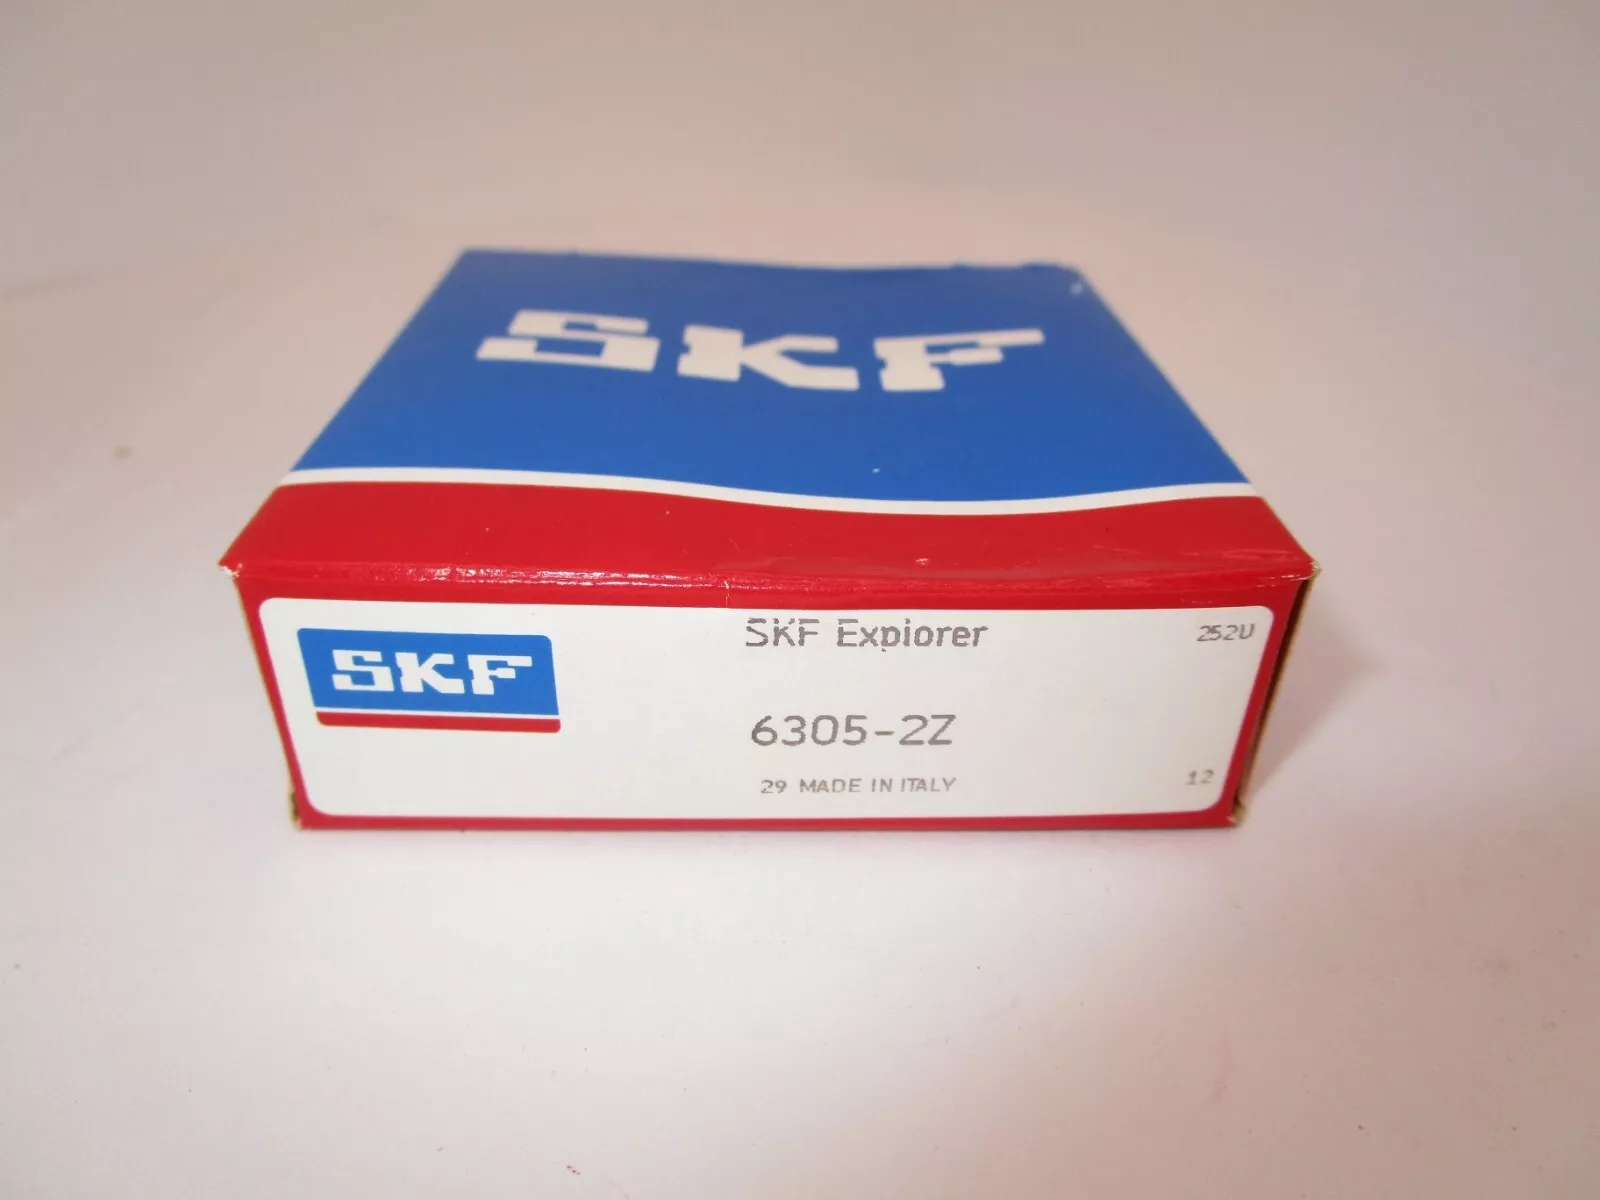 SKF
SKF
SKF Explorer
252U
6305-2Z
29 MADE IN ITALY
12